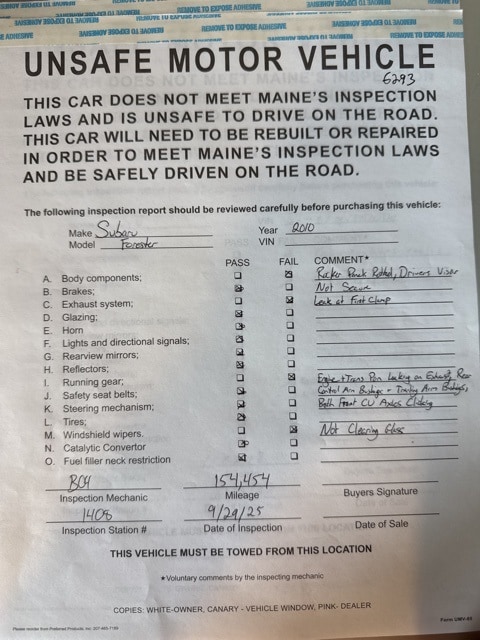 REMOVE TO EXPOSE ADHESIVE
UNSAFE MOTOR VEHICLE
6293
THIS CAR DOES NOT MEET MAINE'S INSPECTION
LAWS AND IS UNSAFE TO DRIVE ON THE ROAD.
THIS CAR WILL NEED TO BE REBUILT OR REPAIRED
IN ORDER TO MEET MAINE'S INSPECTION LAWS
AND BE SAFELY DRIVEN ON THE ROAD.
The following inspection report should be reviewed carefully before purchasing this vehicle:
Make Subaru Year 2010
Model Forester VIN
PASS FAIL COMMENT*
A. Body components; Rocker Panels Rotted, Drivers Visor
B. Brakes; Not Secure
C. Exhaust system; Leak at First Clamp
D. Glazing;
E. Horn
F. Lights and directional signals;
G. Rearview mirrors;
H. Reflectors;
I. Running gear; Engine + Trans Pan Leaking on Exhaust, Rear
J. Safety seat belts; Control Arm Bushings + Trailing Arms Bushings,
K. Steering mechanism; Both Front CV Axles Clicking
L. Tires;
M. Windshield wipers. Not Clearing Glass
N. Catalytic Convertor
O. Fuel filler neck restriction
154,454
Inspection Mechanic Mileage Buyers Signature
1408 9/29/25
Inspection Station # Date of Inspection Date of Sale
THIS VEHICLE MUST BE TOWED FROM THIS LOCATION
*Voluntary comments by the inspecting mechanic
COPIES: WHITE-OWNER, CANARY - VEHICLE WINDOW, PINK- DEALER
Please reorder from Preferred Products, Inc.